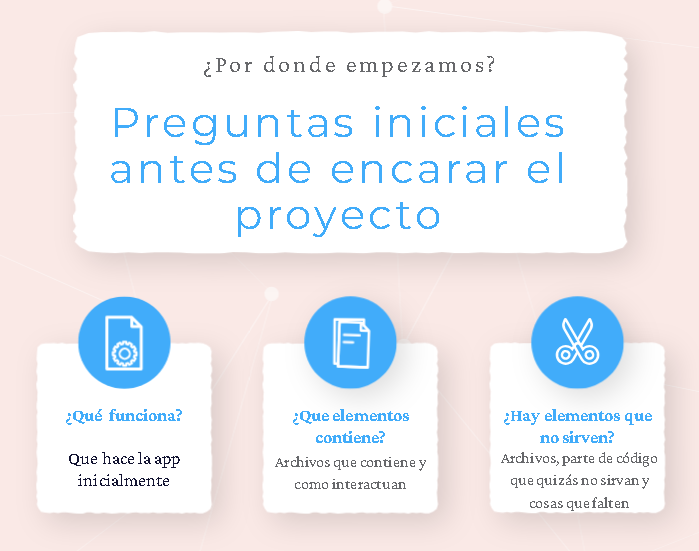 ¿Por donde empezamos?
Preguntas iniciales
antes de encarar el
proyecto
¿Qué funciona?
Que hace la app
inicialmente
¿Que elementos
contiene?
Archivos que contiene y
como interactuan
¿Hay elementos que
no sirven?
Archivos, parte de código
que quizás no sirvan y
cosas que falten